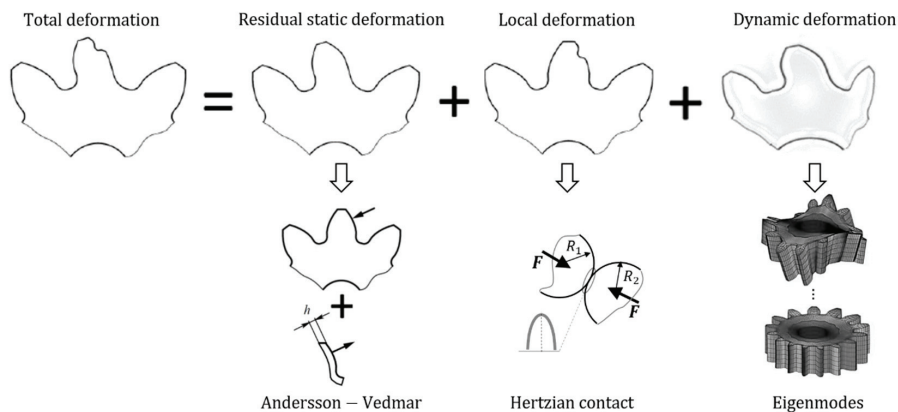 Total deformation
Residual static deformation
Local deformation
Dynamic deformation
=
+
+
+
h
R₁
R₂
F
F
⋮
Andersson − Vedmar
Hertzian contact
Eigenmodes